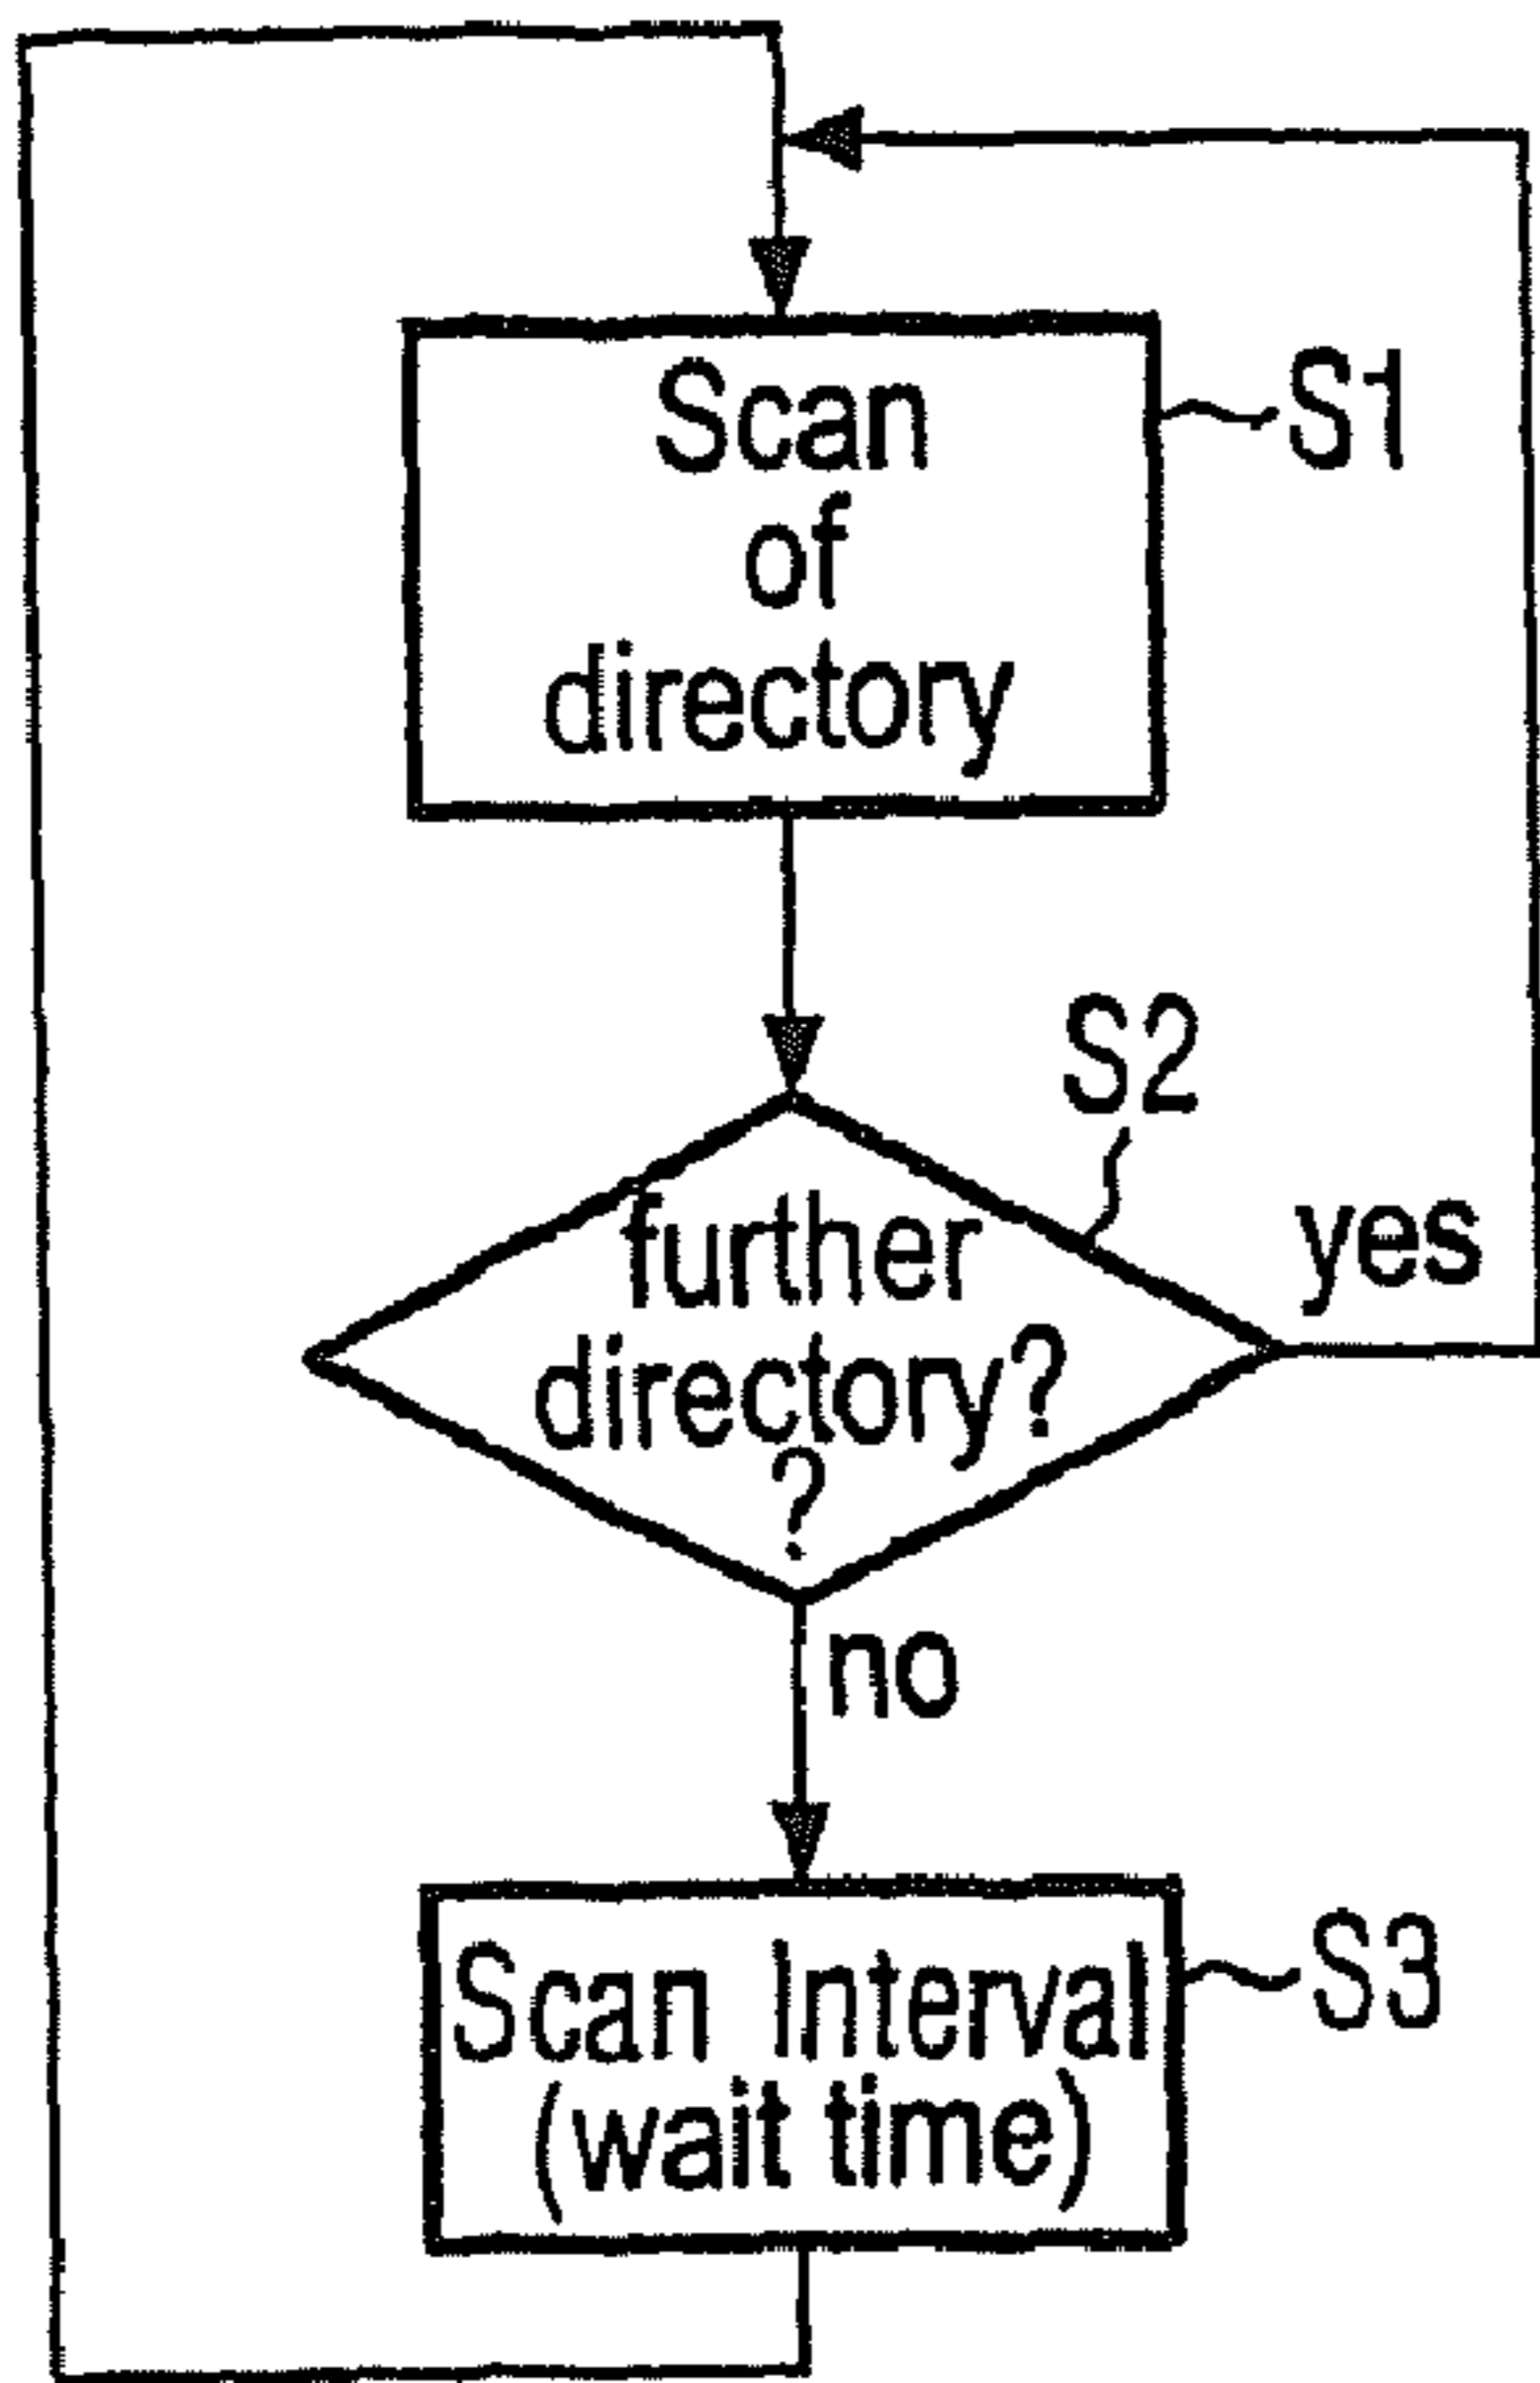 Scan
of
directory
S1
S2
further
directory?
?
yes
no
Scan Interval
(wait time)
S3